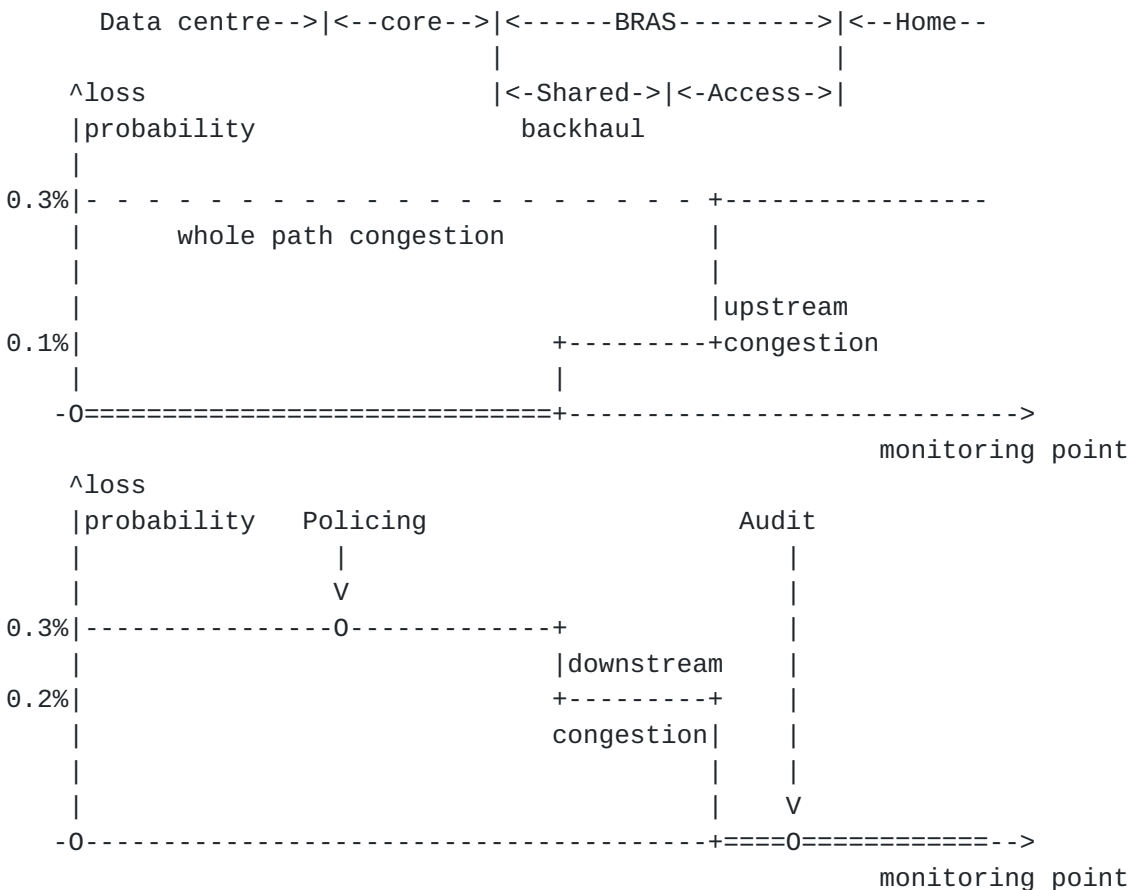 Data centre-->|<--core-->|<------BRAS--------->|<--Home--
| |
^loss |<-Shared->|<-Access->|
|probability backhaul
|
0.3%|- - - - - - - - - - - - - - - - - - - - +-----------------
| whole path congestion |
| |
| |upstream
0.1%| +---------+congestion
| |
-O==============================+----------------------------->
monitoring point
^loss
|probability Policing Audit
| | |
| V |
0.3%|----------------O-------------+ |
| |downstream |
0.2%| +---------+ |
| congestion| |
| | |
| | V
-O----------------------------------------+====O============-->
monitoring point